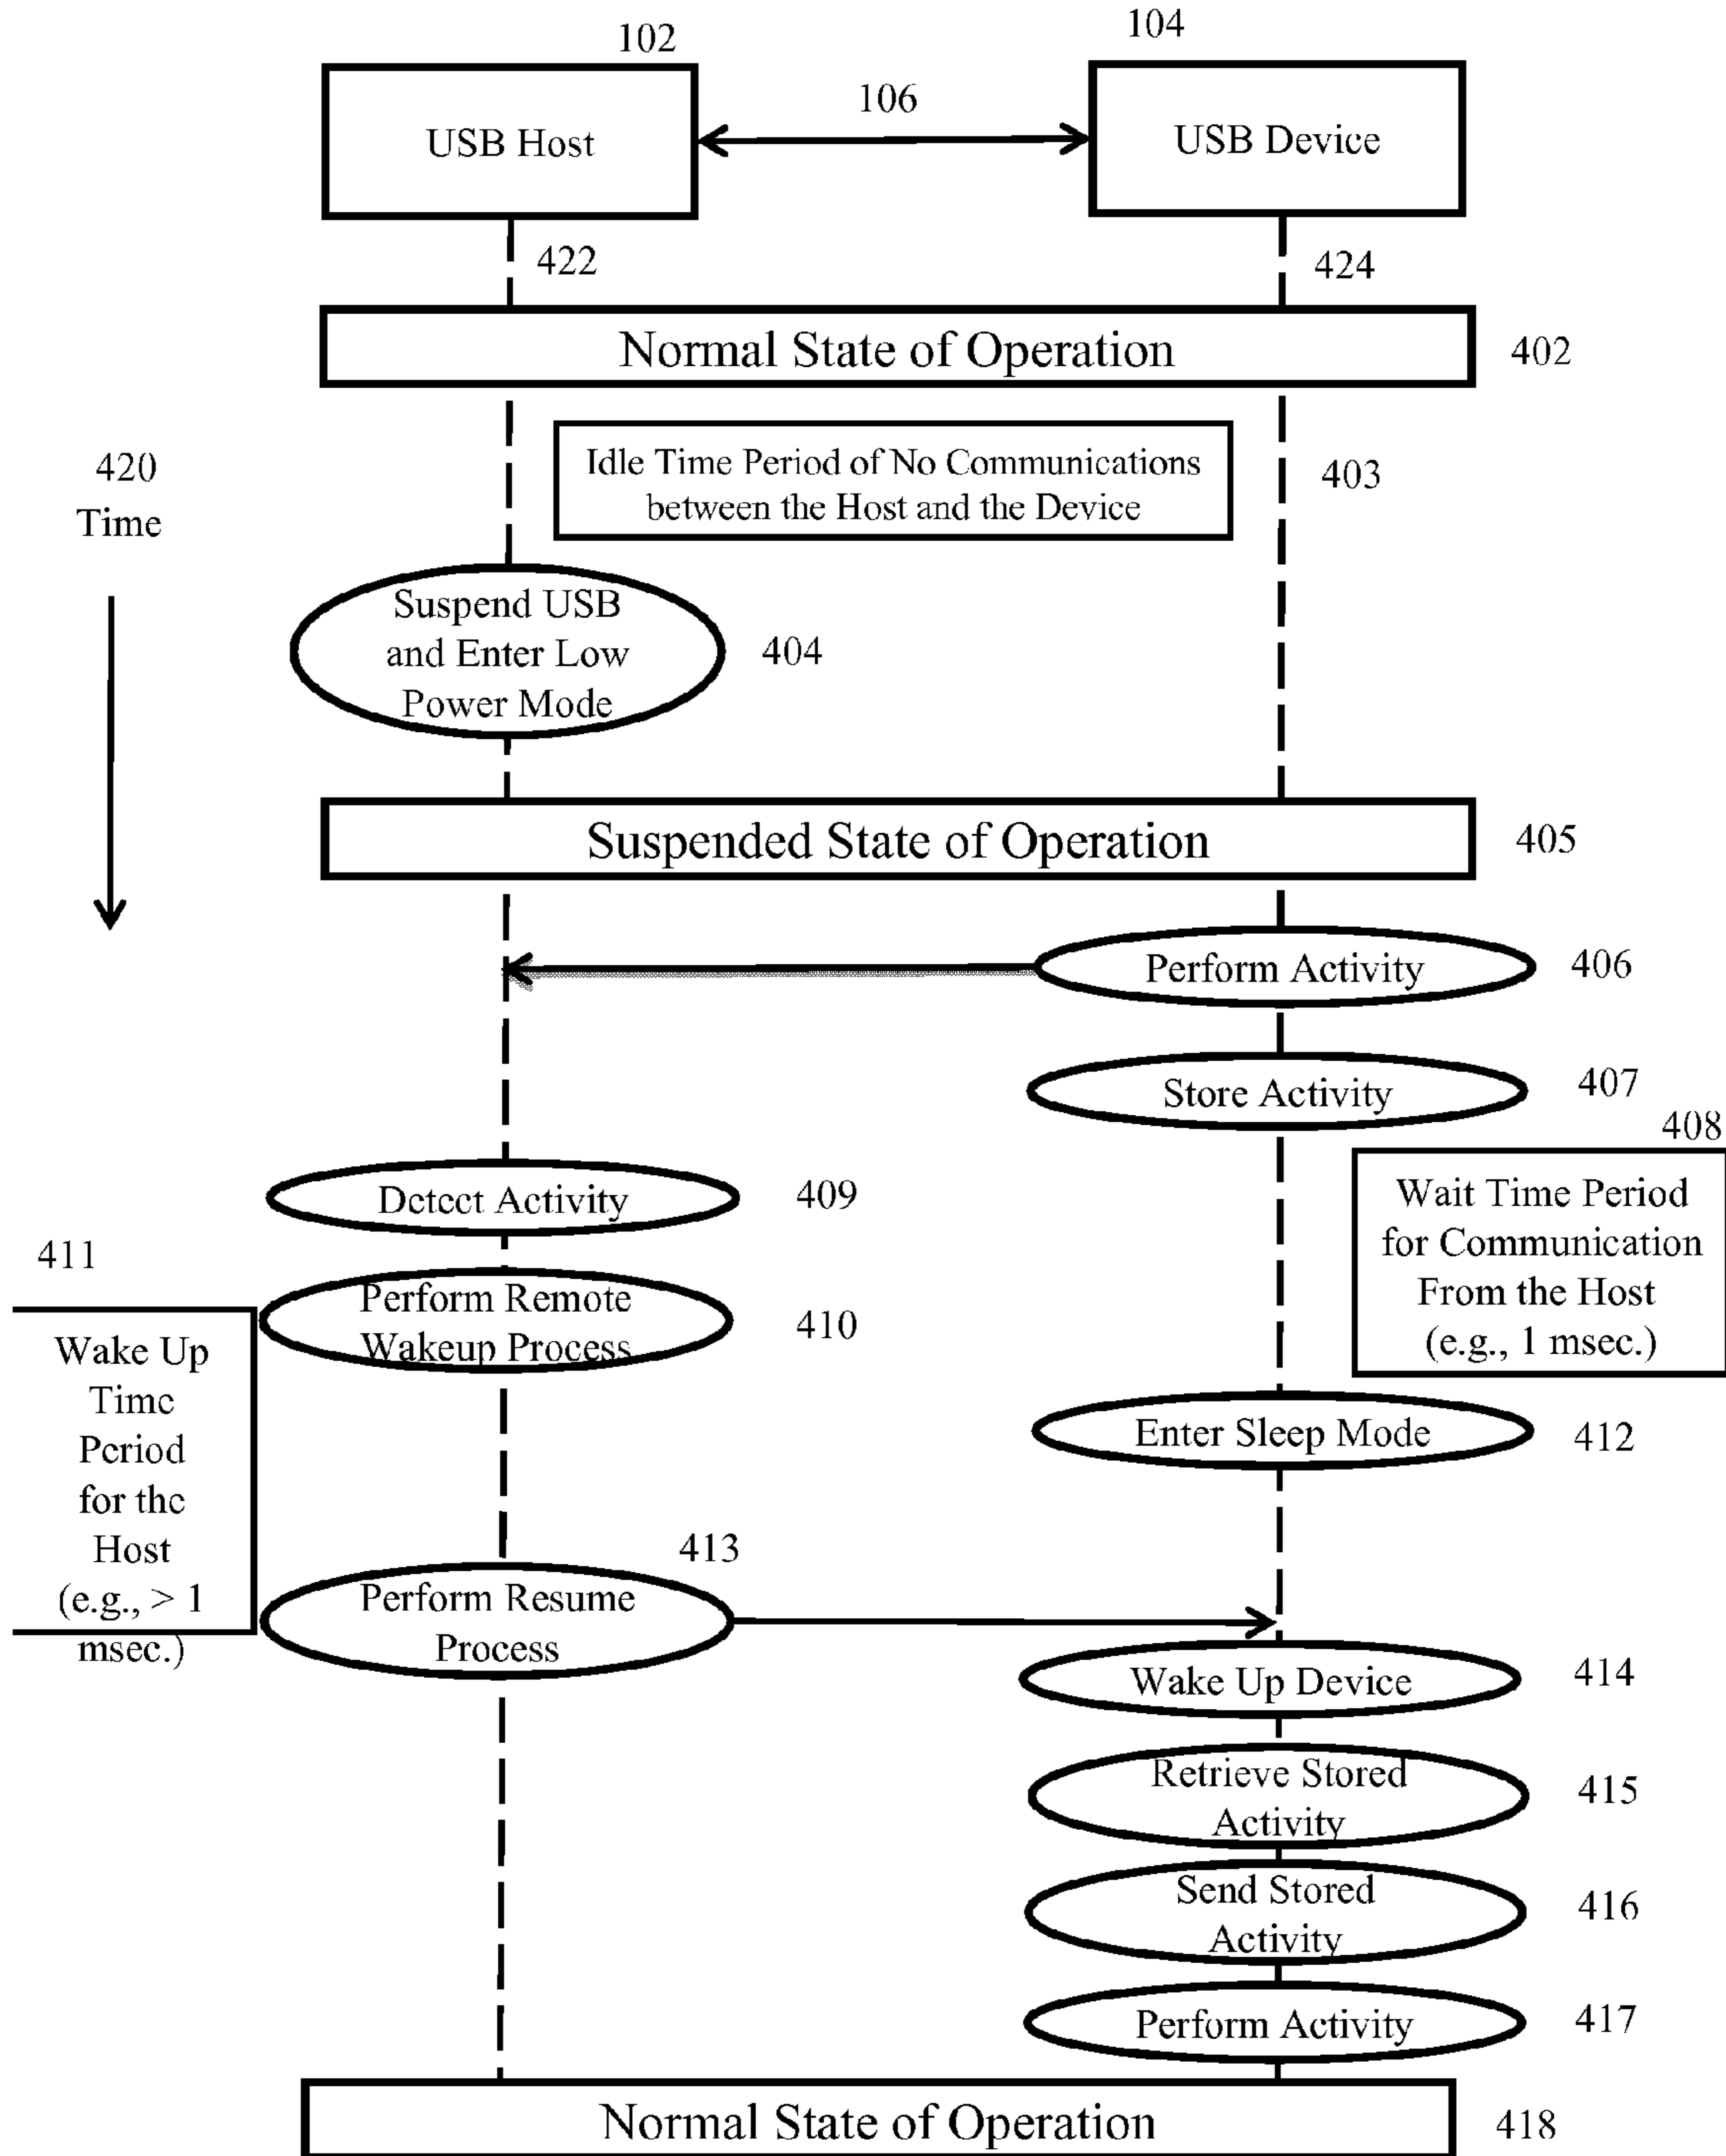 102
104
106
USB Host
USB Device
422
424
Normal State of Operation
402
Idle Time Period of No Communications
between the Host and the Device
403
420
Time
Suspend USB
and Enter Low
Power Mode
404
Suspended State of Operation
405
Perform Activity
406
Store Activity
407
408
Wait Time Period
for Communication
From the Host
(e.g., 1 msec.)
Detect Activity
409
411
Perform Remote
Wakeup Process
410
Wake Up
Time
Period
for the
Host
(e.g., > 1
msec.)
Enter Sleep Mode
412
413
Perform Resume
Process
Wake Up Device
414
Retrieve Stored
Activity
415
Send Stored
Activity
416
Perform Activity
417
Normal State of Operation
418